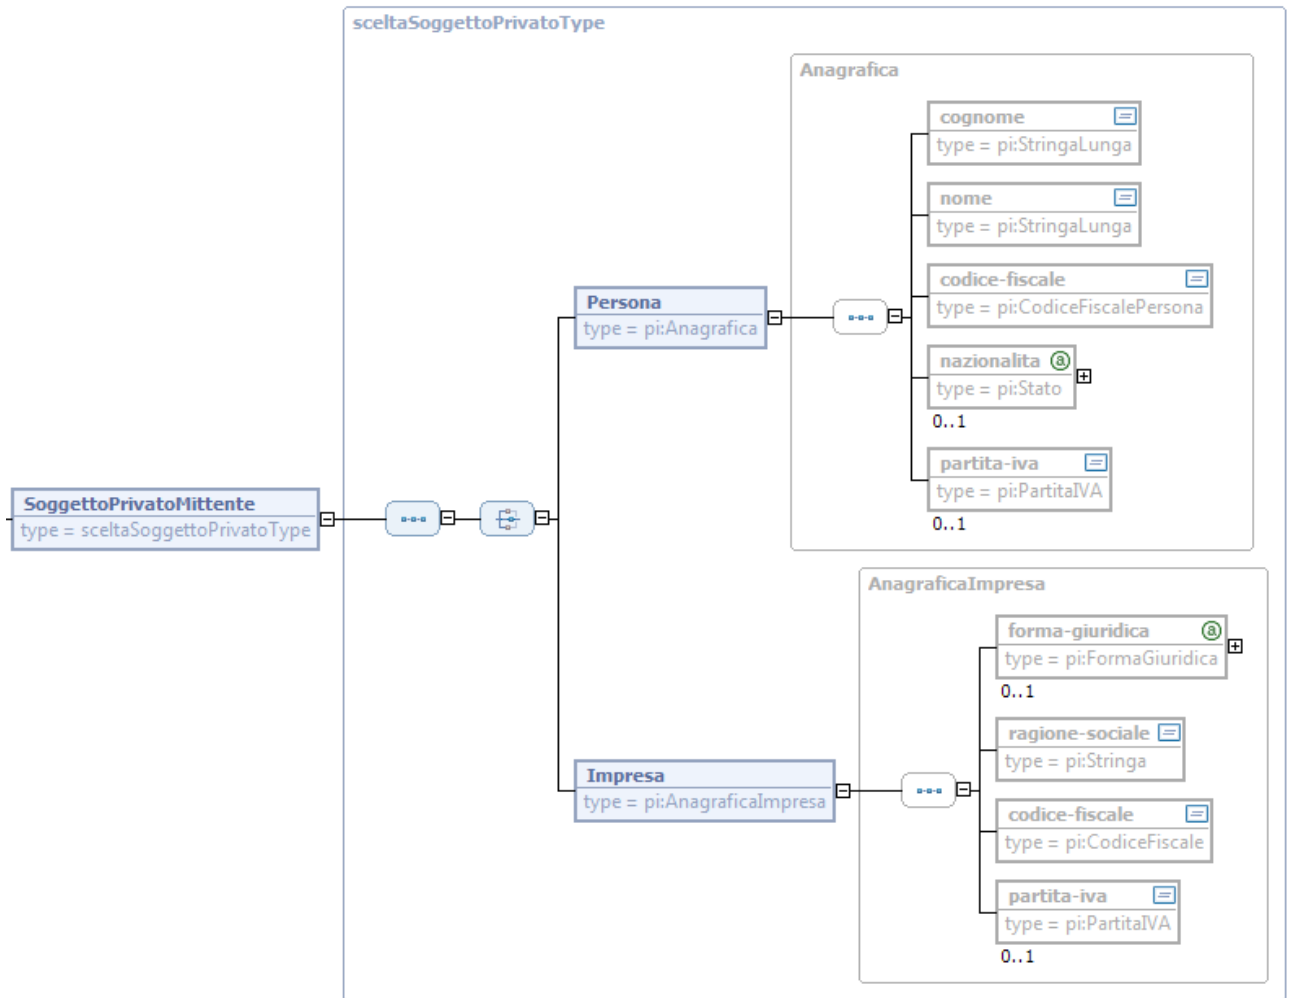 sceltaSoggettoPrivatoType
Anagrafica
cognome
type = pi:StringaLunga
nome
type = pi:StringaLunga
codice-fiscale
type = pi:CodiceFiscalePersona
Persona
type = pi:Anagrafica
nazionalita
type = pi:Stato
0..1
partita-iva
type = pi:PartitaIVA
0..1
SoggettoPrivatoMittente
type = sceltaSoggettoPrivatoType
AnagraficaImpresa
forma-giuridica
type = pi:FormaGiuridica
0..1
ragione-sociale
type = pi:Stringa
Impresa
type = pi:AnagraficaImpresa
codice-fiscale
type = pi:CodiceFiscale
partita-iva
type = pi:PartitaIVA
0..1